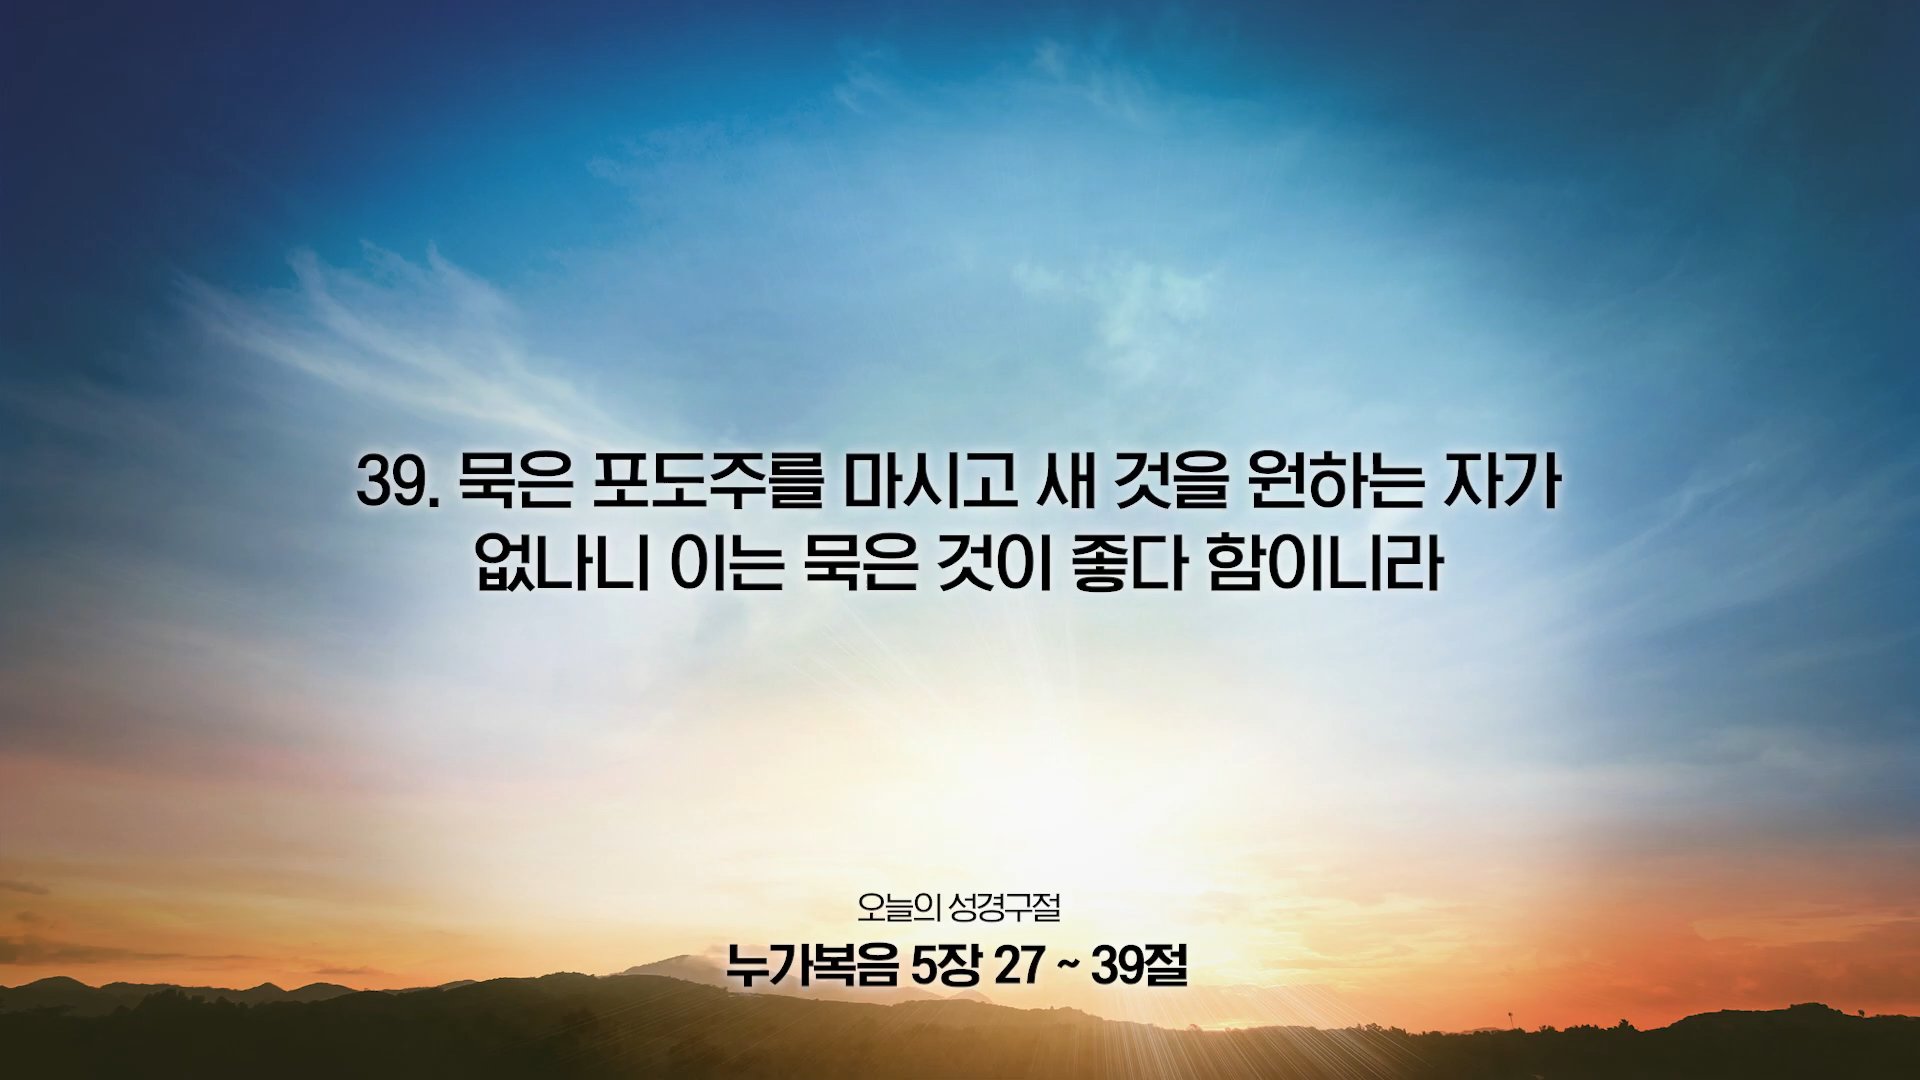 39. 묵은 포도주를 마시고 새 것을 원하는 자가
없나니 이는 묵은 것이 좋다 함이니라
오늘의 성경구절
누가복음 5장 27 ~ 39절